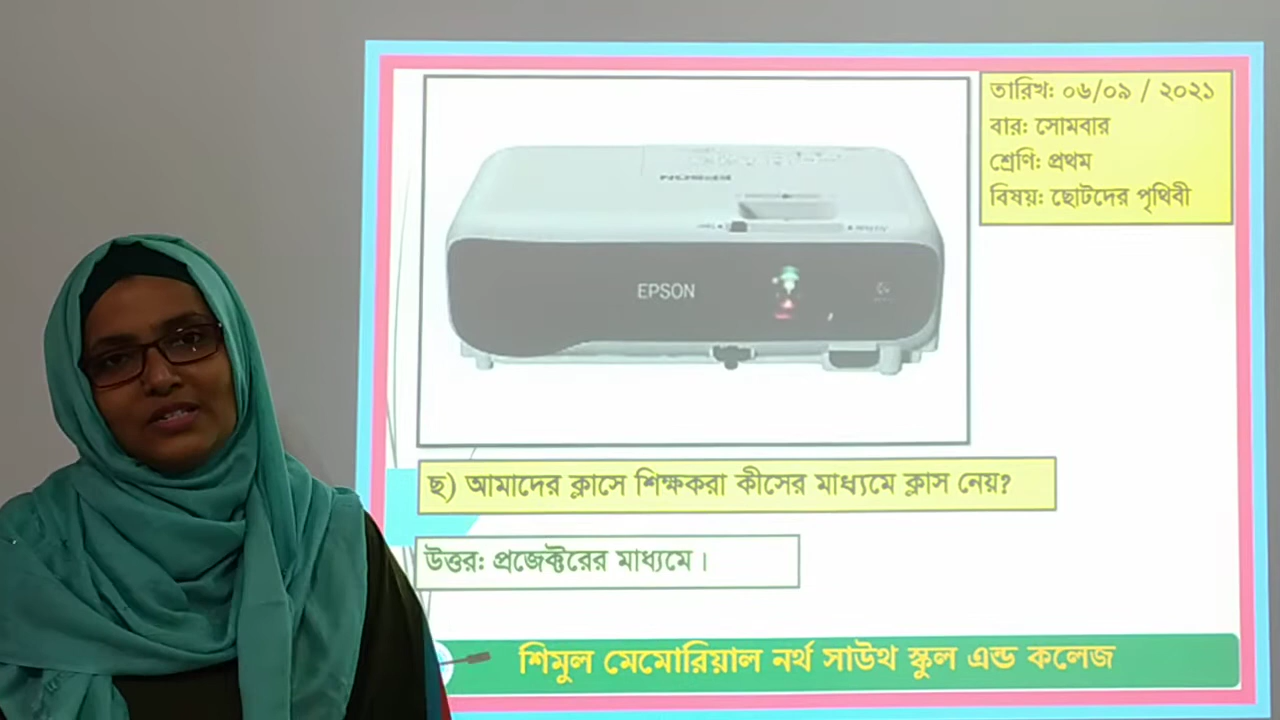 তারিখ: ০৬/০৯ / ২০২১
বার: সোমবার
শ্রেণি: প্রথম
বিষয়: ছোটদের পৃথিবী
EPSON
EPSON
ছ) আমাদের ক্লাসে শিক্ষকরা কীসের মাধ্যমে ক্লাস নেয়?
উত্তর: প্রজেক্টরের মাধ্যমে।
শিমুল মেমোরিয়াল নর্থ সাউথ স্কুল এন্ড কলেজ